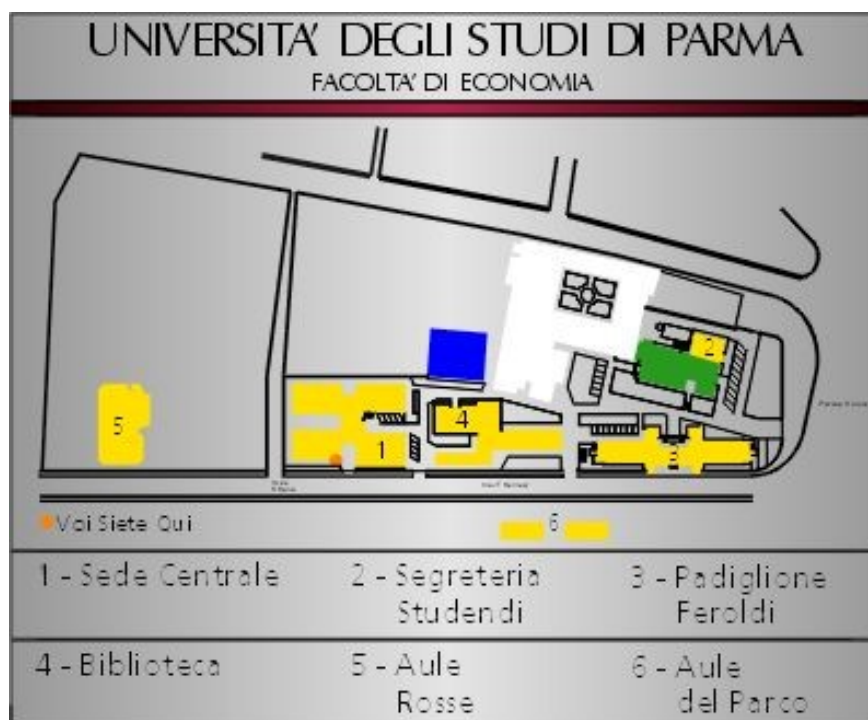 UNIVERSITA' DEGLI STUDI DI PARMA
FACOLTA' DI ECONOMIA
2
5
4
1
3
Voi Siete Qui
6
1 - Sede Centrale
2 - Segreteria
Studendi
3 - Padiglione
Feroldi
4 - Biblioteca
5 - Aule
Rosse
6 - Aule
del Parco